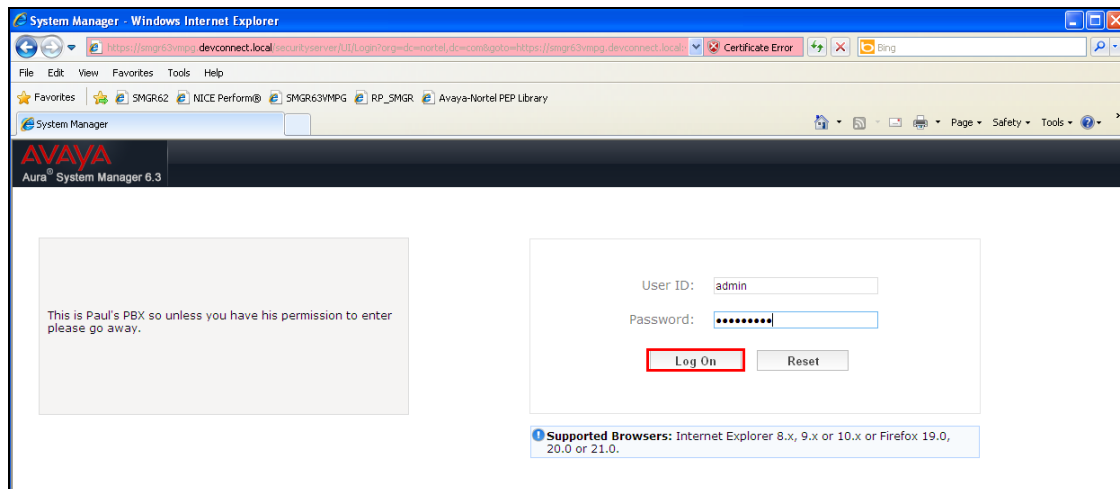 System Manager - Windows Internet Explorer
https://smgr63vmpg.devconnect.local/securityserver/UI/Login?org=dc=nortel,dc=com&goto=https://smgr63vmpg.devconnect.local: Certificate Error Bing
File Edit View Favorites Tools Help
Favorites SMGR62 NICE Perform® SMGR63VMPG RP_SMGR Avaya-Nortel PEP Library
System Manager Page Safety Tools
AVAYA
Aura® System Manager 6.3
This is Paul's PBX so unless you have his permission to enter
please go away.
User ID: admin
Password: •••••••••
Log On Reset
Supported Browsers: Internet Explorer 8.x, 9.x or 10.x or Firefox 19.0,
20.0 or 21.0.